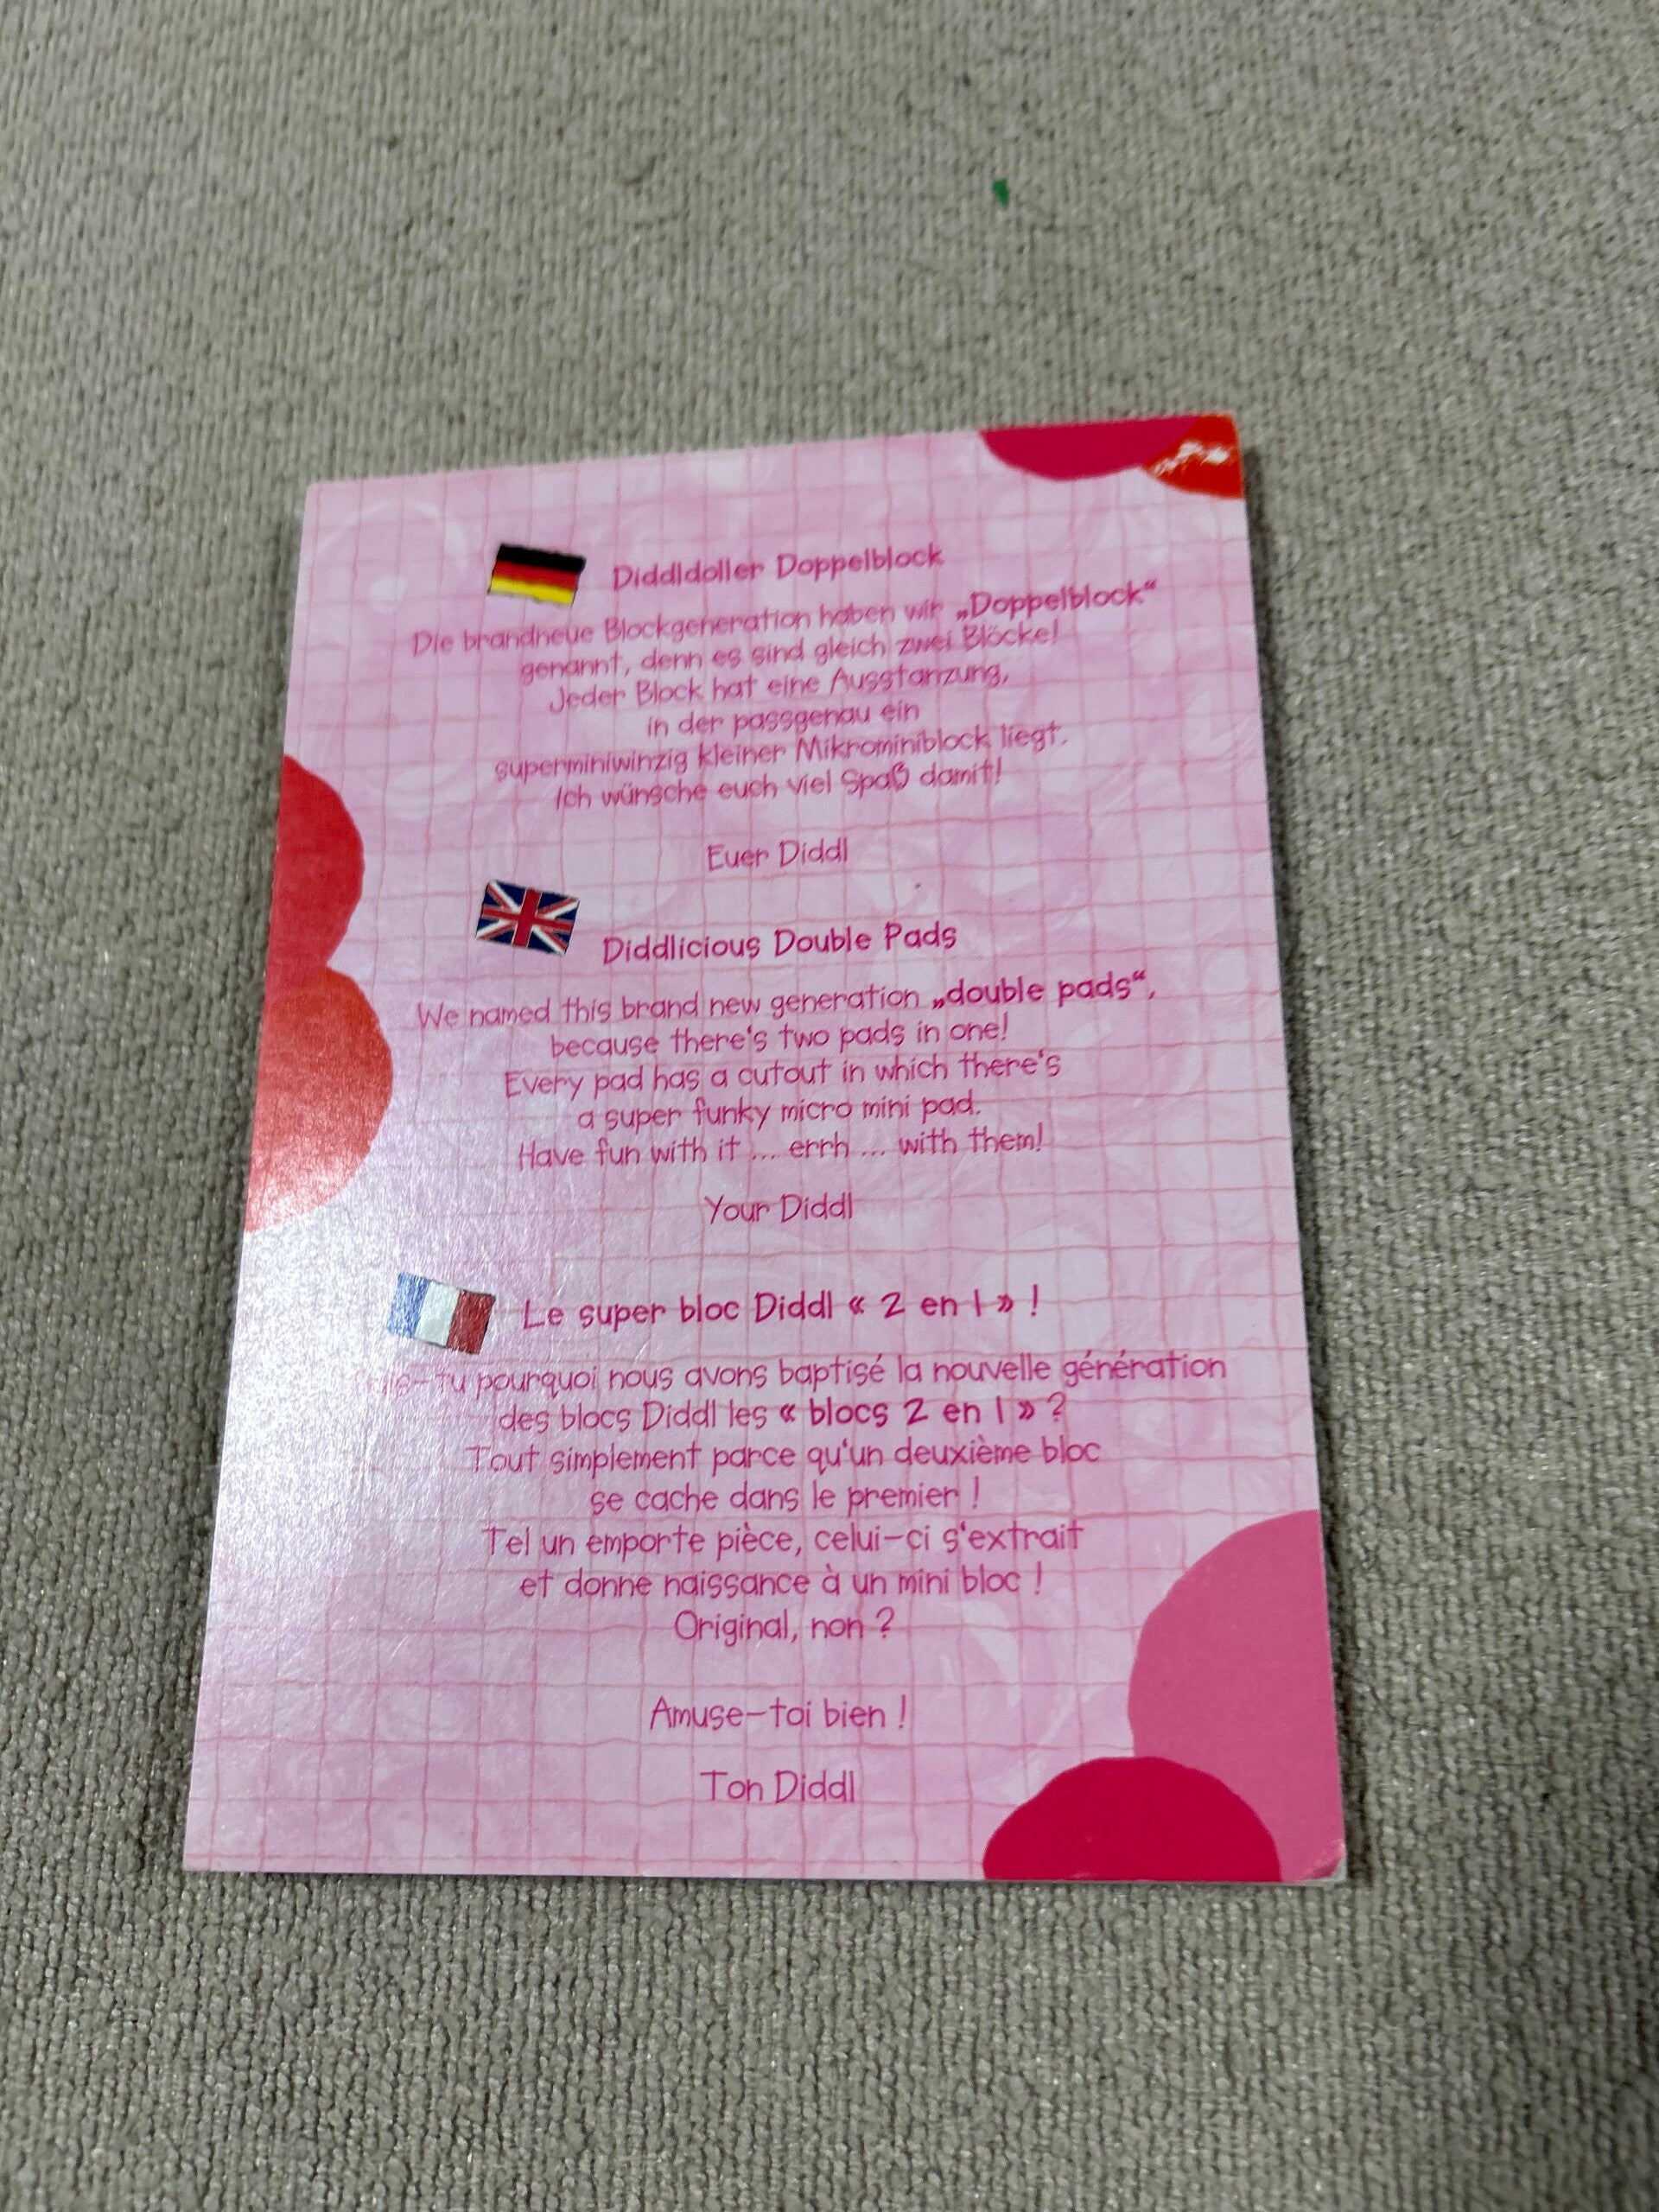 Diddldoller Doppelblock
Die brandneue Blockgeneration haben wir „Doppelblock“
genannt, denn es sind gleich zwei Blöcke!
Jeder Block hat eine Ausstanzung,
in der passgenau ein
superminiwinzig kleiner Mikrominiblock liegt.
Ich wünsche euch viel Spaß damit!
Euer Diddl
Diddlicious Double Pads
We named this brand new generation „double pads“,
because there's two pads in one!
Every pad has a cutout in which there's
a super funky micro mini pad.
Have fun with it ... errh ... with them!
Your Diddl
Le super bloc Diddl « 2 en 1 » !
pourquoi nous avons baptisé la nouvelle génération
des blocs Diddl les « blocs 2 en 1 » ?
Tout simplement parce qu'un deuxième bloc
se cache dans le premier !
Tel un emporte pièce, celui-ci s'extrait
et donne naissance à un mini bloc !
Original, non ?
Amuse-toi bien !
Ton Diddl